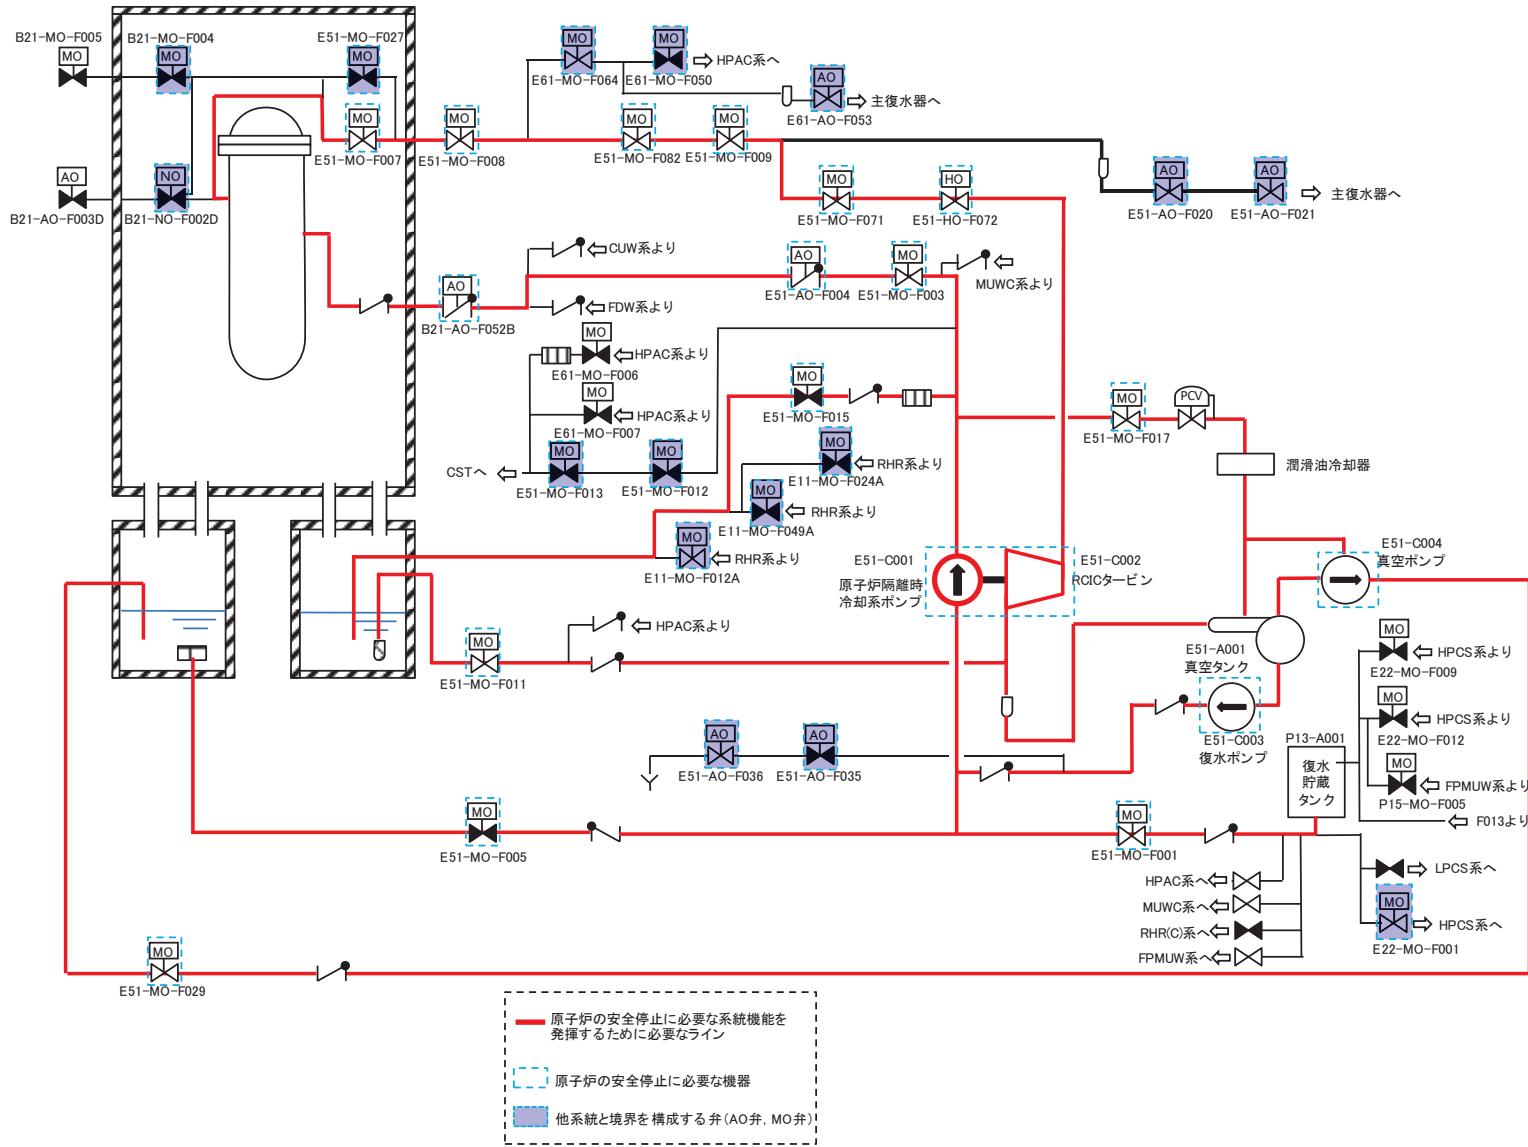 B21-MO-F005
MO
B21-MO-F004
MO
E51-MO-F027
MO
MO
E61-MO-F064
MO
E61-MO-F050
HPAC系へ
AO
E61-AO-F053
主復水器へ
MO
E51-MO-F007
MO
E51-MO-F008
MO
E51-MO-F082
MO
E51-MO-F009
AO
B21-AO-F003D
NO
B21-NO-F002D
MO
E51-MO-F071
HO
E51-HO-F072
AO
E51-AO-F020
AO
E51-AO-F021
主復水器へ
CUW系より
AO
B21-AO-F052B
FDW系より
AO
E51-AO-F004
MO
E51-MO-F003
MUWC系より
MO
HPAC系より
E61-MO-F006
MO
HPAC系より
E61-MO-F007
MO
E51-MO-F015
MO
E51-MO-F017
PCV
潤滑油冷却器
CSTへ
MO
E51-MO-F013
MO
E51-MO-F012
MO
RHR系より
E11-MO-F024A
MO
RHR系より
E11-MO-F049A
MO
RHR系より
E11-MO-F012A
E51-C001
原子炉隔離時
冷却系ポンプ
E51-C002
RCICタービン
E51-C004
真空ポンプ
HPAC系より
MO
E51-MO-F011
E51-A001
真空タンク
E51-C003
復水ポンプ
MO
HPCS系より
E22-MO-F009
MO
HPCS系より
E22-MO-F012
MO
FPMUW系より
P15-MO-F005
F013より
P13-A001
復水
貯蔵
タンク
AO
E51-AO-F036
AO
E51-AO-F035
MO
E51-MO-F005
MO
E51-MO-F001
HPAC系へ
MUWC系へ
RHR(C)系へ
FPMUW系へ
LPCS系へ
MO
HPCS系へ
E22-MO-F001
MO
E51-MO-F029
原子炉の安全停止に必要な系統機能を
発揮するために必要なライン
原子炉の安全停止に必要な機器
他系統と境界を構成する弁(AO弁, MO弁)